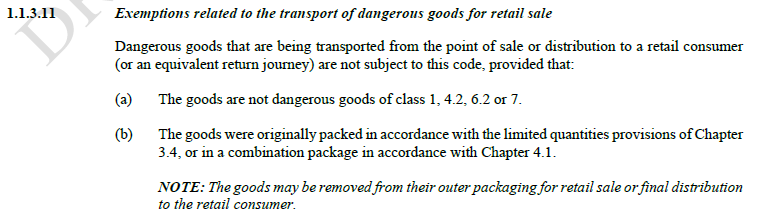 1.1.3.11 Exemptions related to the transport of dangerous goods for retail sale
Dangerous goods that are being transported from the point of sale or distribution to a retail consumer
(or an equivalent return journey) are not subject to this code, provided that:
(a) The goods are not dangerous goods of class 1, 4.2, 6.2 or 7.
(b) The goods were originally packed in accordance with the limited quantities provisions of Chapter
3.4, or in a combination package in accordance with Chapter 4.1.
NOTE: The goods may be removed from their outer packaging for retail sale or final distribution
to the retail consumer.